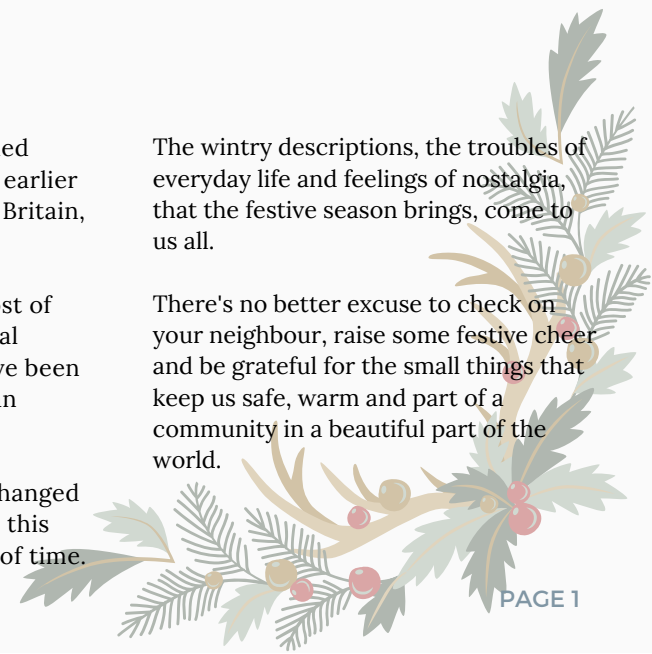 ed
earlier
Britain,
st of
al
ve been
n
hanged
this
of time.
The wintry descriptions, the troubles of
everyday life and feelings of nostalgia,
that the festive season brings, come to
us all.
There's no better excuse to check on
your neighbour, raise some festive cheer
and be grateful for the small things that
keep us safe, warm and part of a
community in a beautiful part of the
world.
PAGE 1